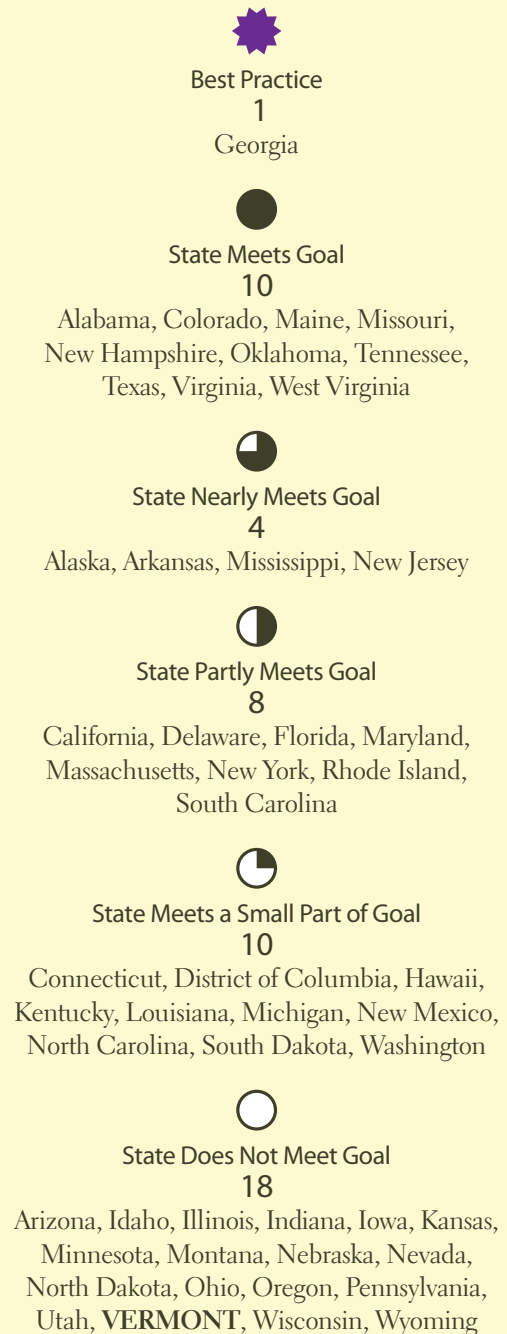 Best Practice
1
Georgia
State Meets Goal
10
Alabama, Colorado, Maine, Missouri,
New Hampshire, Oklahoma, Tennessee,
Texas, Virginia, West Virginia
State Nearly Meets Goal
4
Alaska, Arkansas, Mississippi, New Jersey
State Partly Meets Goal
8
California, Delaware, Florida, Maryland,
Massachusetts, New York, Rhode Island,
South Carolina
State Meets a Small Part of Goal
10
Connecticut, District of Columbia, Hawaii,
Kentucky, Louisiana, Michigan, New Mexico,
North Carolina, South Dakota, Washington
State Does Not Meet Goal
18
Arizona, Idaho, Illinois, Indiana, Iowa, Kansas,
Minnesota, Montana, Nebraska, Nevada,
North Dakota, Ohio, Oregon, Pennsylvania,
Utah, VERMONT, Wisconsin, Wyoming